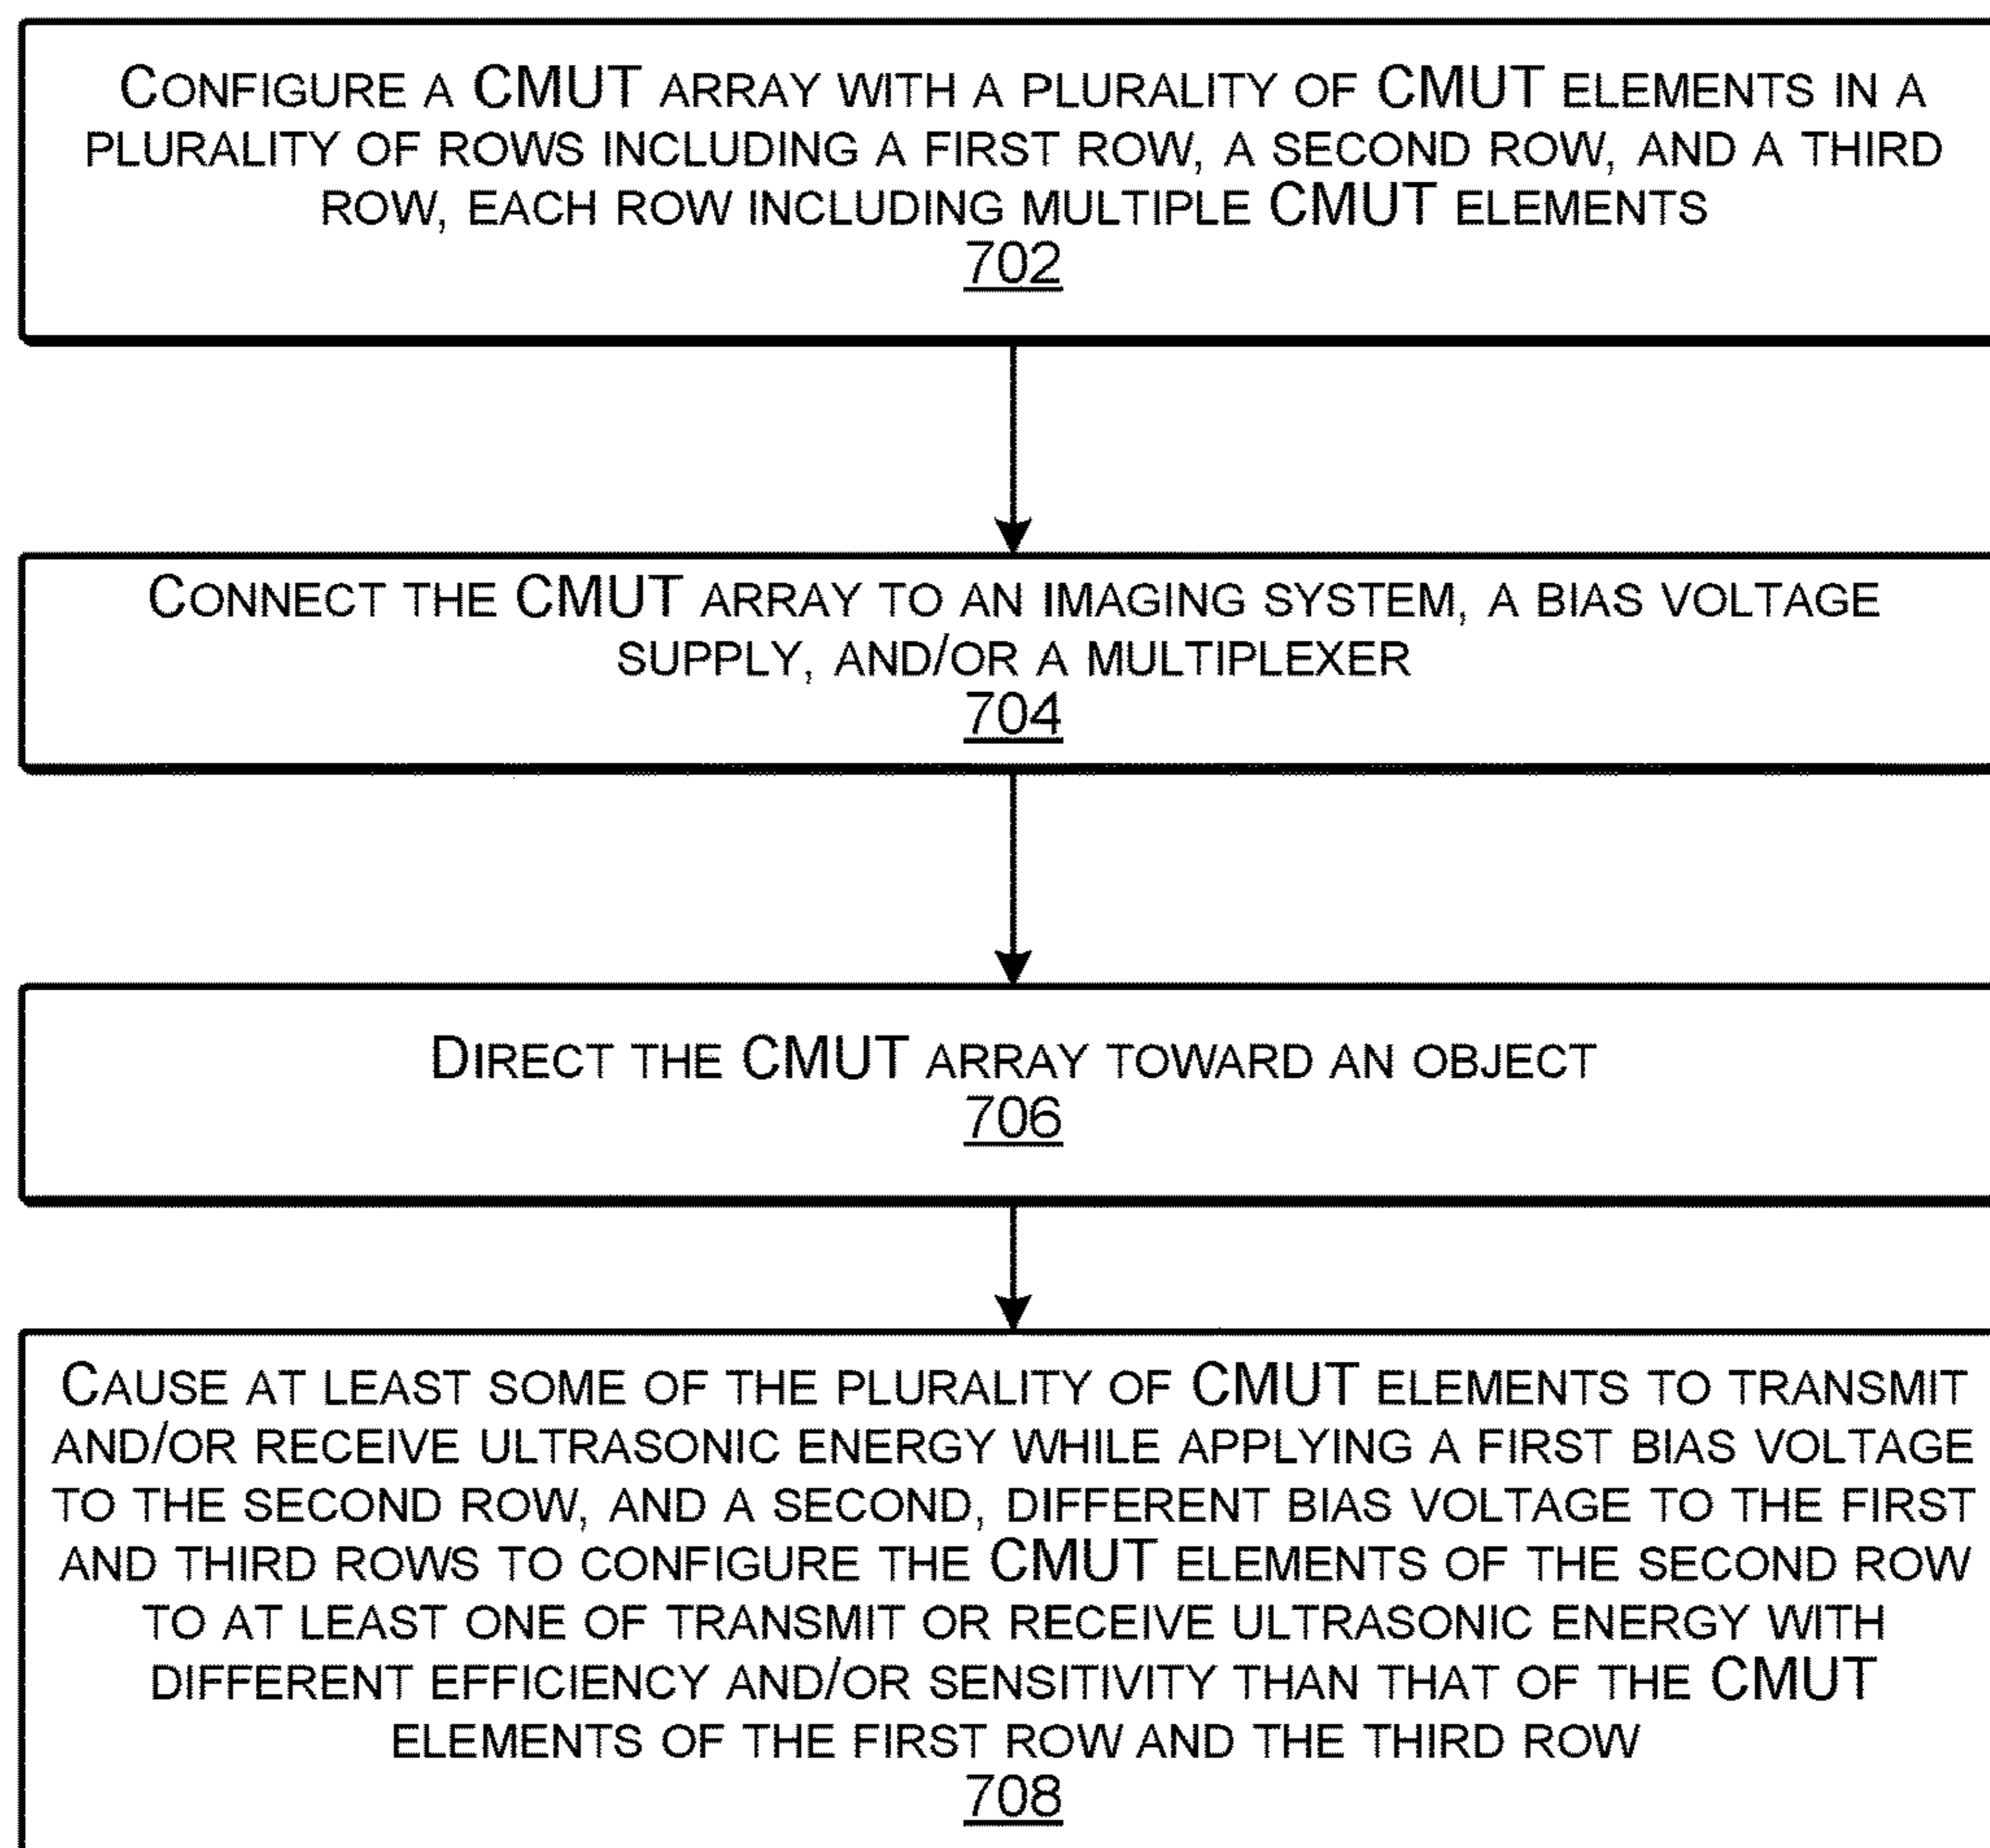 CONFIGURE A CMUT ARRAY WITH A PLURALITY OF CMUT ELEMENTS IN A
PLURALITY OF ROWS INCLUDING A FIRST ROW, A SECOND ROW, AND A THIRD
ROW, EACH ROW INCLUDING MULTIPLE CMUT ELEMENTS
702
CONNECT THE CMUT ARRAY TO AN IMAGING SYSTEM, A BIAS VOLTAGE
SUPPLY, AND/OR A MULTIPLEXER
704
DIRECT THE CMUT ARRAY TOWARD AN OBJECT
706
CAUSE AT LEAST SOME OF THE PLURALITY OF CMUT ELEMENTS TO TRANSMIT
AND/OR RECEIVE ULTRASONIC ENERGY WHILE APPLYING A FIRST BIAS VOLTAGE
TO THE SECOND ROW, AND A SECOND, DIFFERENT BIAS VOLTAGE TO THE FIRST
AND THIRD ROWS TO CONFIGURE THE CMUT ELEMENTS OF THE SECOND ROW
TO AT LEAST ONE OF TRANSMIT OR RECEIVE ULTRASONIC ENERGY WITH
DIFFERENT EFFICIENCY AND/OR SENSITIVITY THAN THAT OF THE CMUT
ELEMENTS OF THE FIRST ROW AND THE THIRD ROW
708